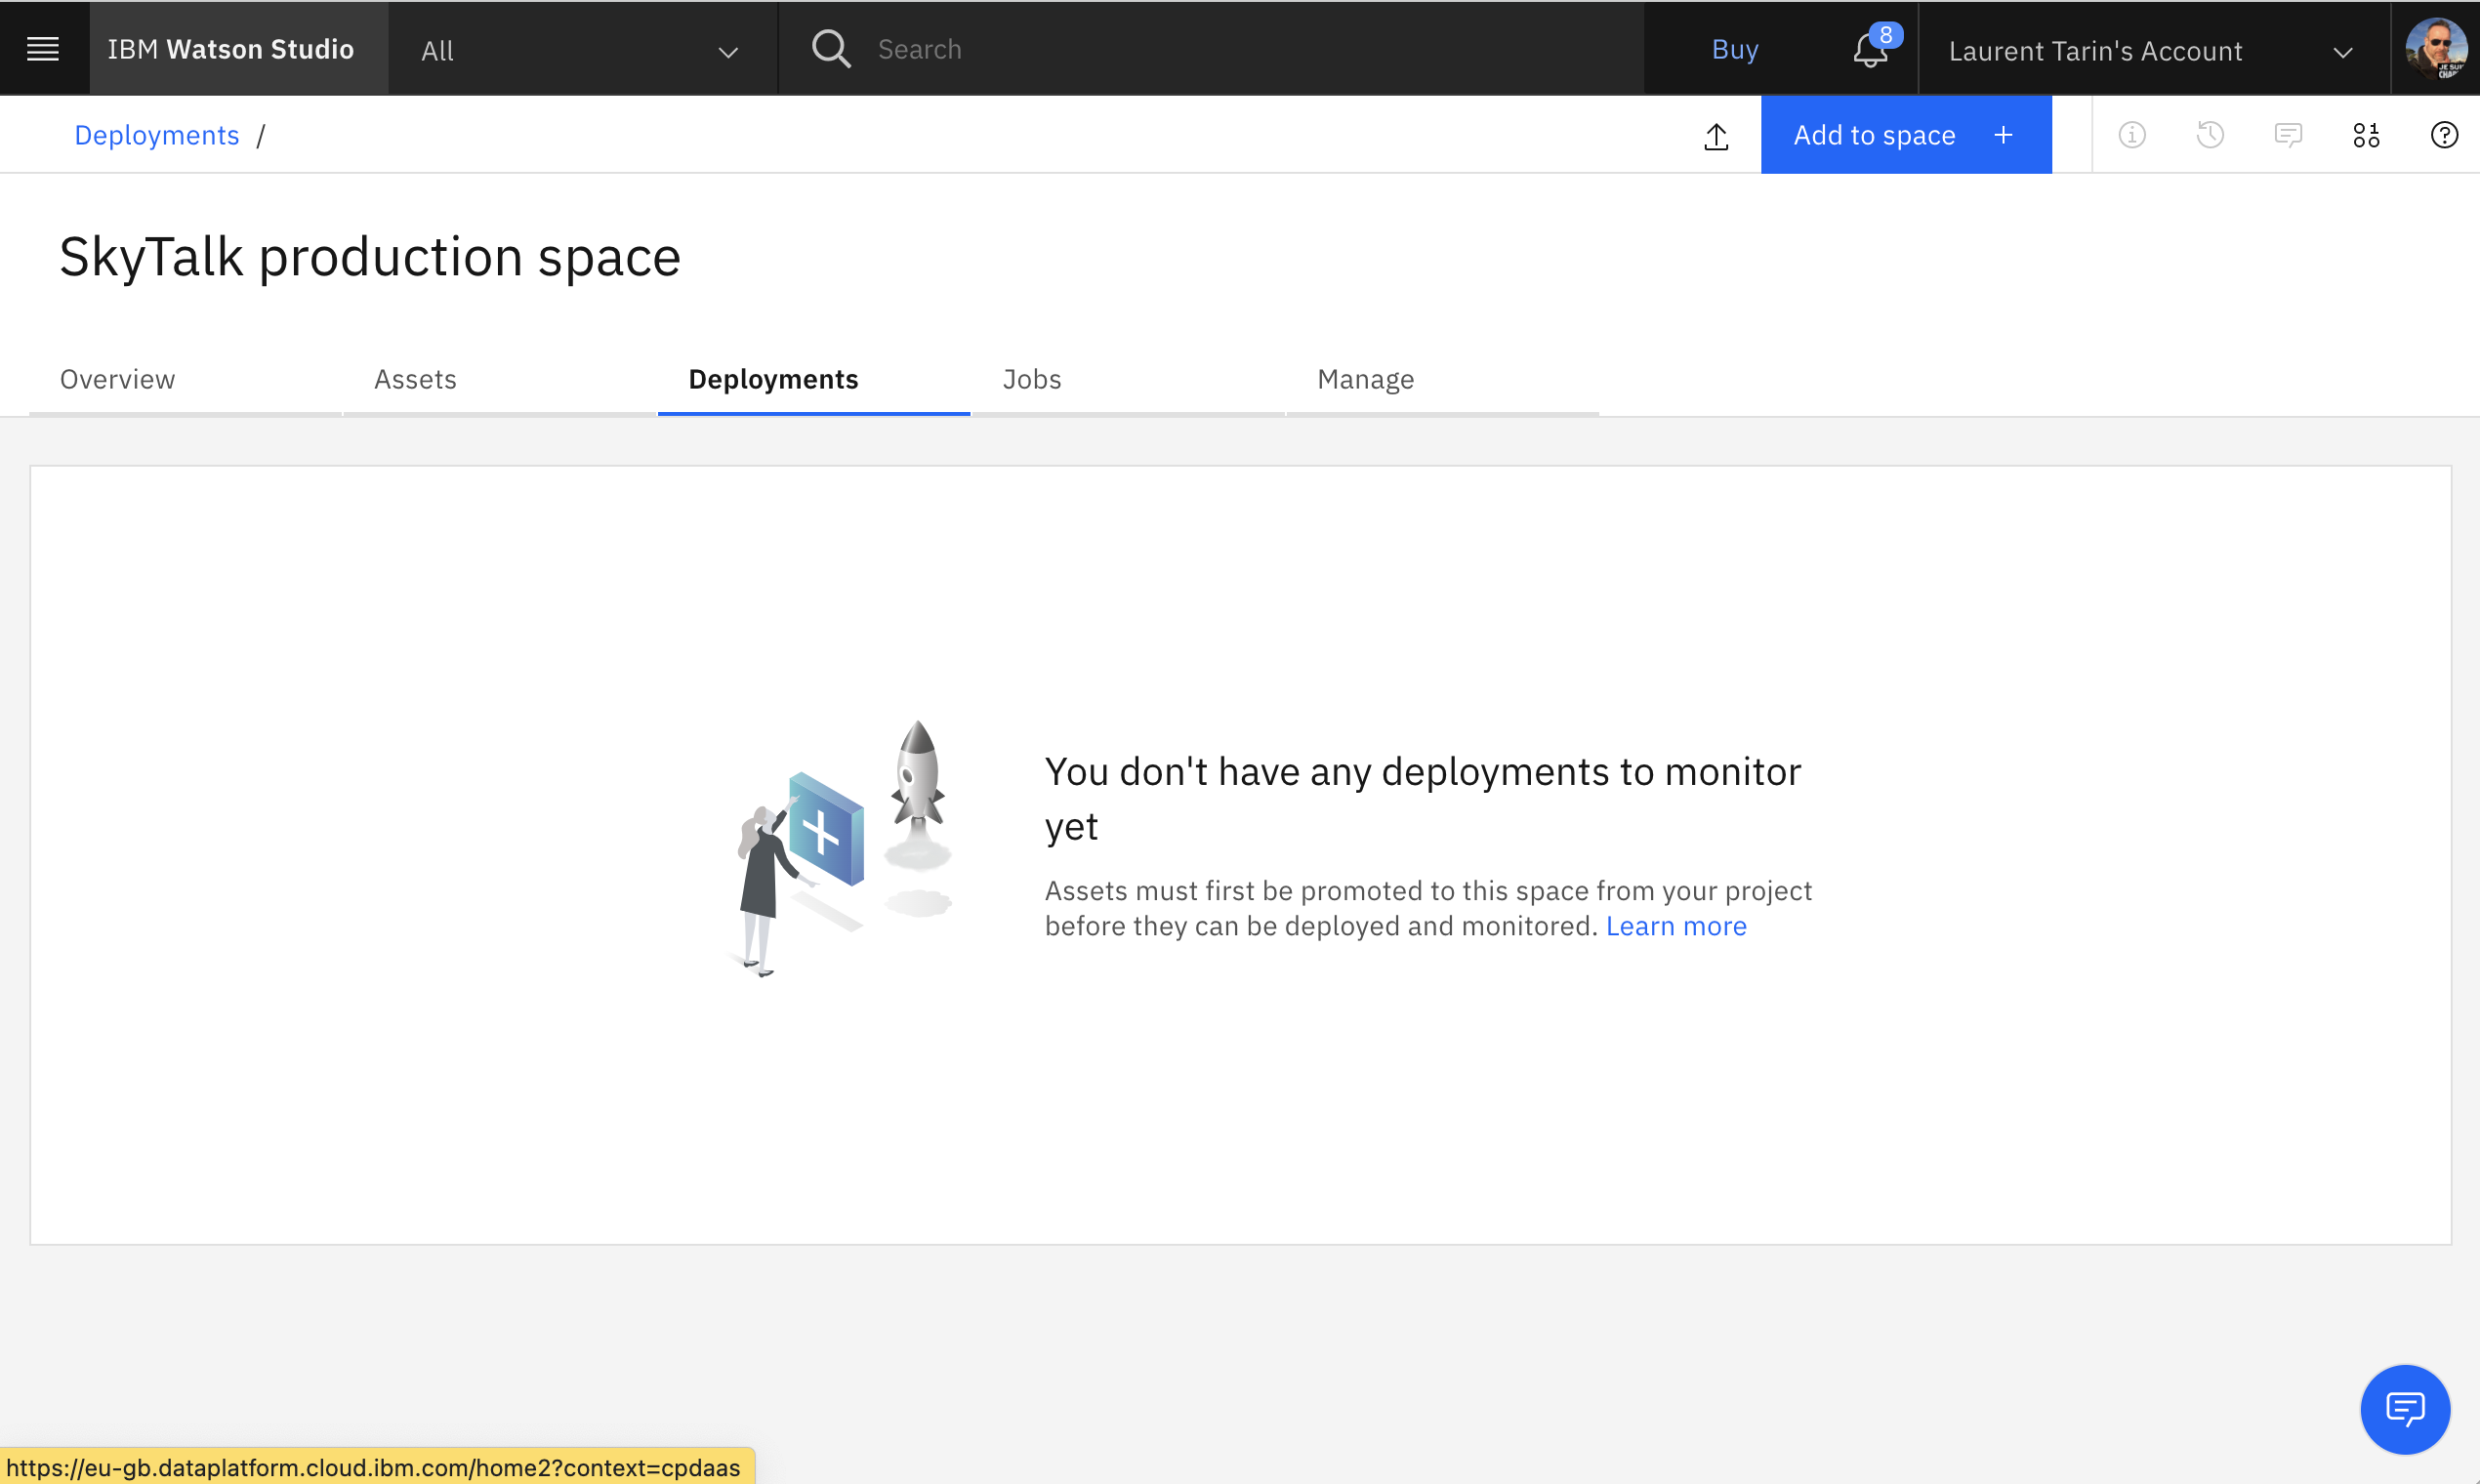 IBM Watson Studio
All
Search
Buy
8
Laurent Tarin's Account
JE SUIS
Deployments /
Add to space +
SkyTalk production space
Overview
Assets
Deployments
Jobs
Manage
You don't have any deployments to monitor
yet
Assets must first be promoted to this space from your project
before they can be deployed and monitored. Learn more
https://eu-gb.dataplatform.cloud.ibm.com/home2?context=cpdaas